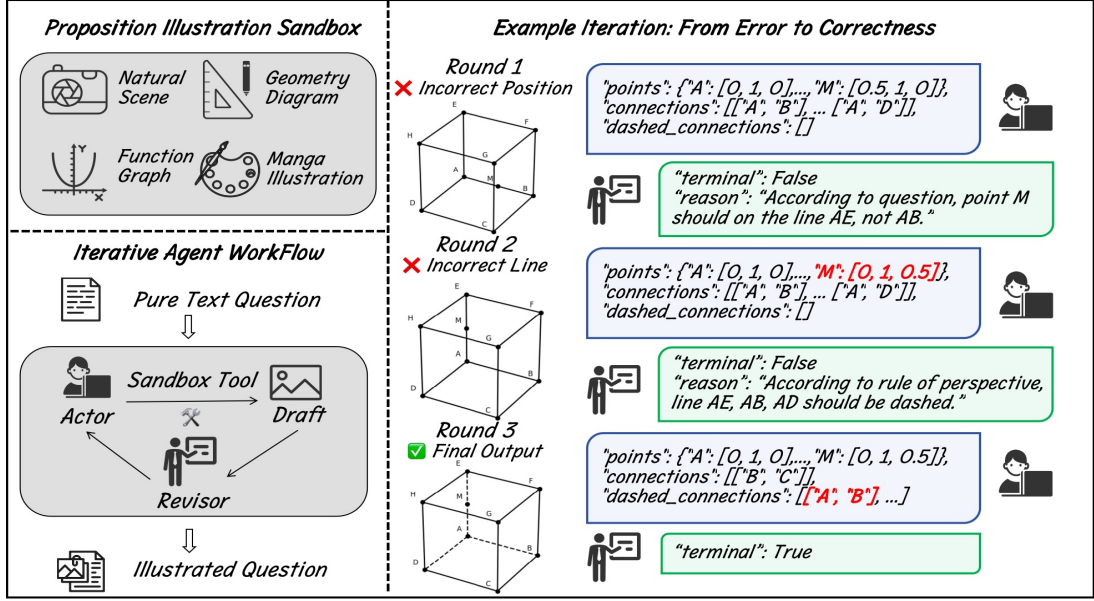 Proposition Illustration Sandbox
Natural
Scene
Geometry
Diagram
Function
Graph
Y
X
Manga
Illustration
Iterative Agent WorkFlow
Pure Text Question
Sandbox Tool
Actor
Draft
Revisor
Illustrated Question
Example Iteration: From Error to Correctness
Round 1
Incorrect Position
E
F
H
G
A
M
B
D
C
"points": {"A": [0, 1, 0],...,"M": [0.5, 1, 0]},
"connections": [["A", "B"], ... ["A", "D"]],
"dashed_connections": []
"terminal": False
"reason": "According to question, point M
should on the line AE, not AB."
Round 2
Incorrect Line
E
F
M
H
G
A
B
D
C
"points": {"A": [0, 1, 0],...,"M": [0, 1, 0.5]},
"connections": [["A", "B"], ... ["A", "D"]],
"dashed_connections": []
"terminal": False
"reason": "According to rule of perspective,
line AE, AB, AD should be dashed."
Round 3
Final Output
E
F
H
M
G
A
B
D
C
"points": {"A": [0, 1, 0],...,"M": [0, 1, 0.5]},
"connections": [["B", "C"]],
"dashed_connections": [["A", "B"], ...]
"terminal": True